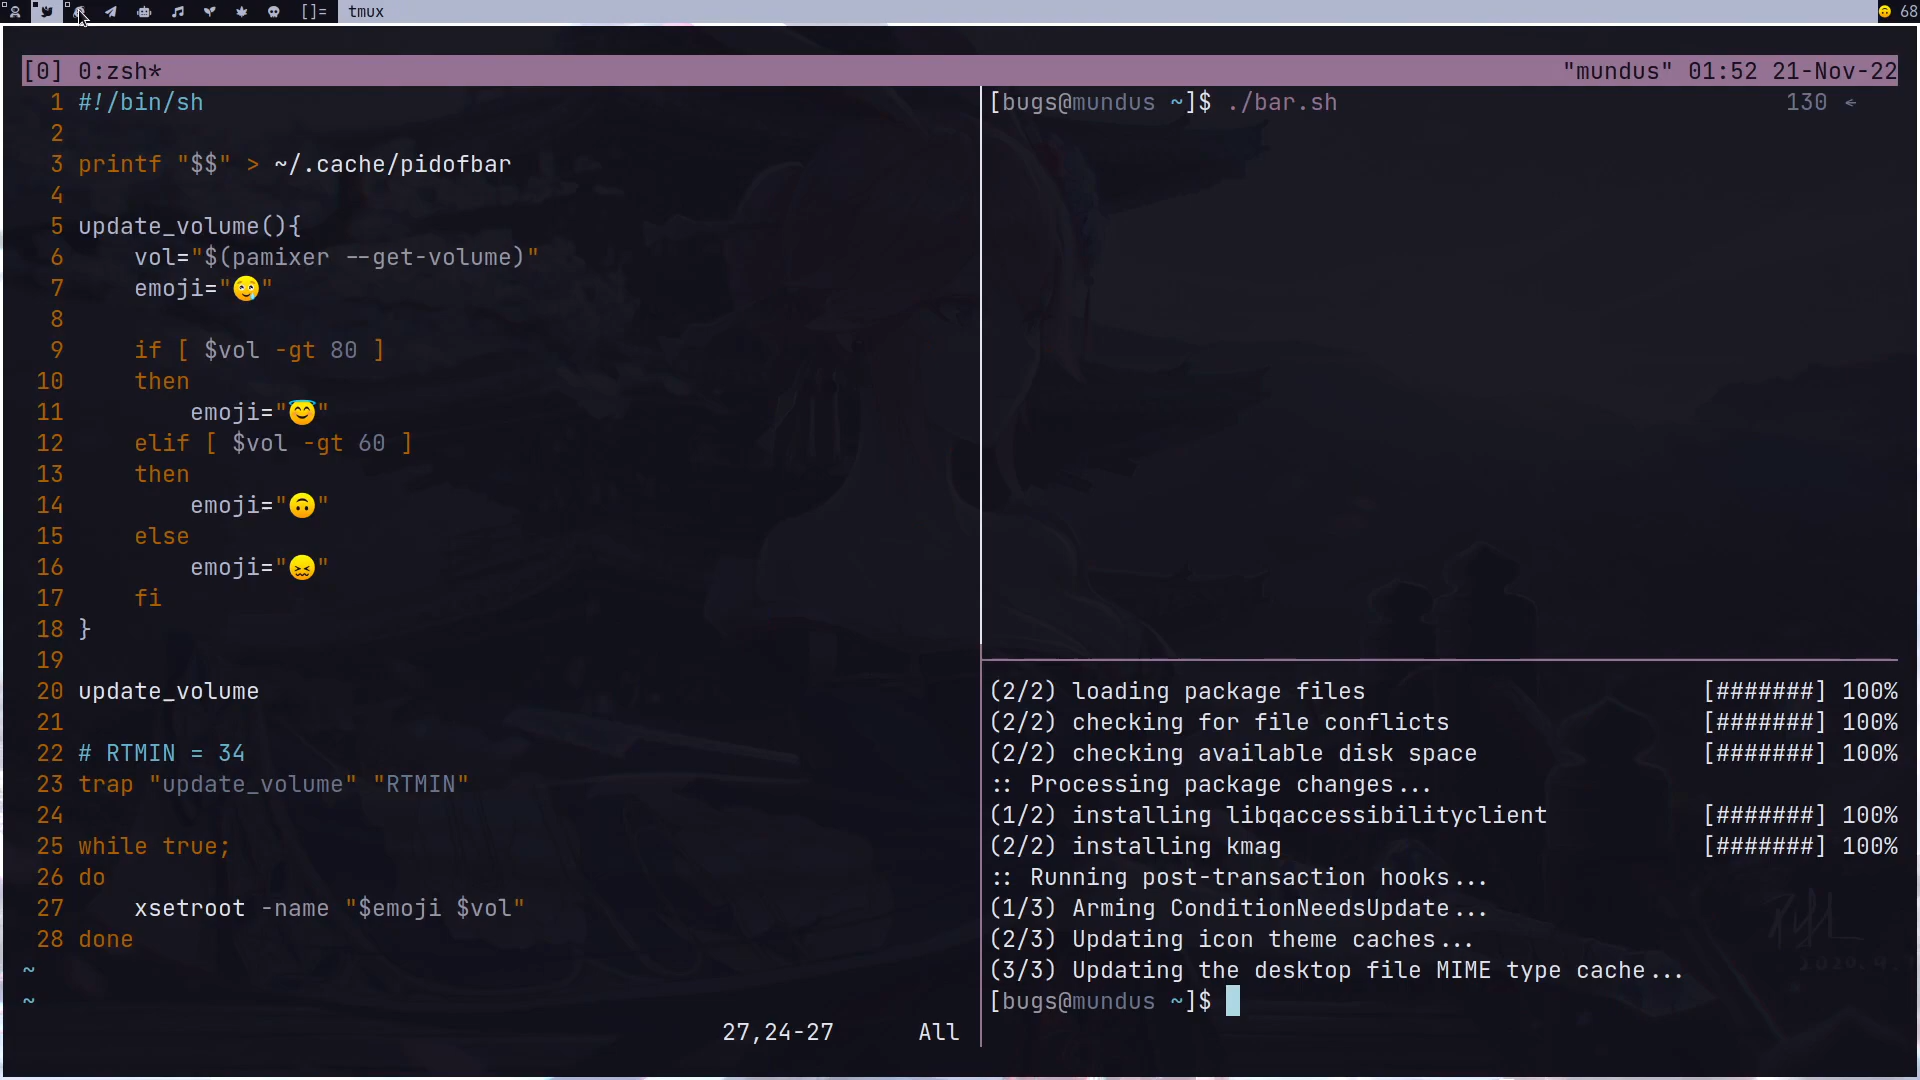 []= tmux 🙃 68
[0] 0:zsh* "mundus" 01:52 21-Nov-22
1 #!/bin/sh
2
3 printf "$$" > ~/.cache/pidofbar
4
5 update_volume(){
6 vol="$(pamixer --get-volume)"
7 emoji="🥲"
8
9 if [ $vol -gt 80 ]
10 then
11 emoji="😇"
12 elif [ $vol -gt 60 ]
13 then
14 emoji="🙃"
15 else
16 emoji="😖"
17 fi
18 }
19
20 update_volume
21
22 # RTMIN = 34
23 trap "update_volume" "RTMIN"
24
25 while true;
26 do
27 xsetroot -name "$emoji $vol"
28 done
~
~
27,24-27 All
[bugs@mundus ~]$ ./bar.sh 130 ←
(2/2) loading package files [#######] 100%
(2/2) checking for file conflicts [#######] 100%
(2/2) checking available disk space [#######] 100%
:: Processing package changes...
(1/2) installing libqaccessibilityclient [#######] 100%
(2/2) installing kmag [#######] 100%
:: Running post-transaction hooks...
(1/3) Arming ConditionNeedsUpdate...
(2/3) Updating icon theme caches...
(3/3) Updating the desktop file MIME type cache...
[bugs@mundus ~]$